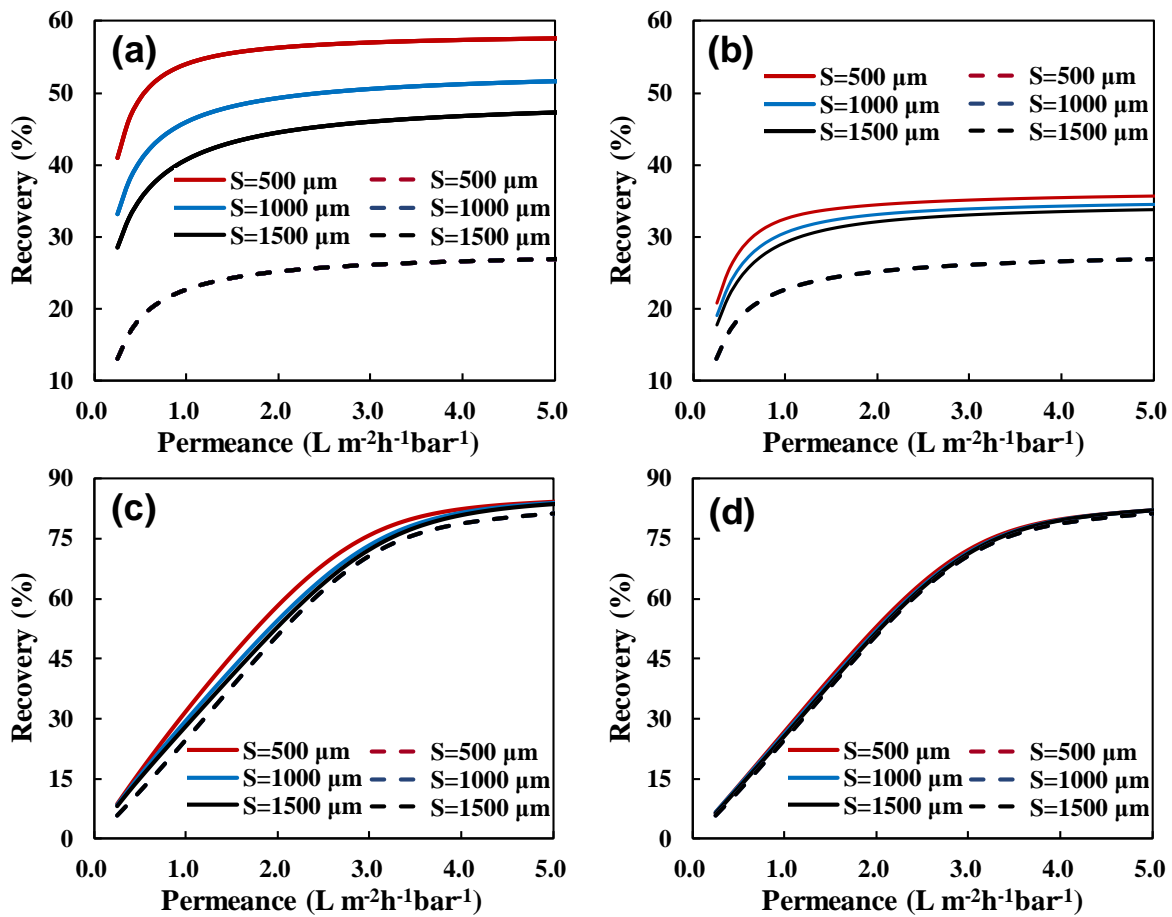 (a)
60
50
40
30
20
10
Recovery (%)
S=500 μm
S=500 μm
S=1000 μm
S=1000 μm
S=1500 μm
S=1500 μm
0.0 1.0 2.0 3.0 4.0 5.0
Permeance (L m-2h-1bar-1)
(b)
60
50
40
30
20
10
Recovery (%)
S=500 μm
S=500 μm
S=1000 μm
S=1000 μm
S=1500 μm
S=1500 μm
0.0 1.0 2.0 3.0 4.0 5.0
Permeance (L m-2h-1bar-1)
(c)
90
75
60
45
30
15
0
Recovery (%)
S=500 μm
S=500 μm
S=1000 μm
S=1000 μm
S=1500 μm
S=1500 μm
0.0 1.0 2.0 3.0 4.0 5.0
Permeance (L m-2h-1bar-1)
(d)
90
75
60
45
30
15
0
Recovery (%)
S=500 μm
S=500 μm
S=1000 μm
S=1000 μm
S=1500 μm
S=1500 μm
0.0 1.0 2.0 3.0 4.0 5.0
Permeance (L m-2h-1bar-1)